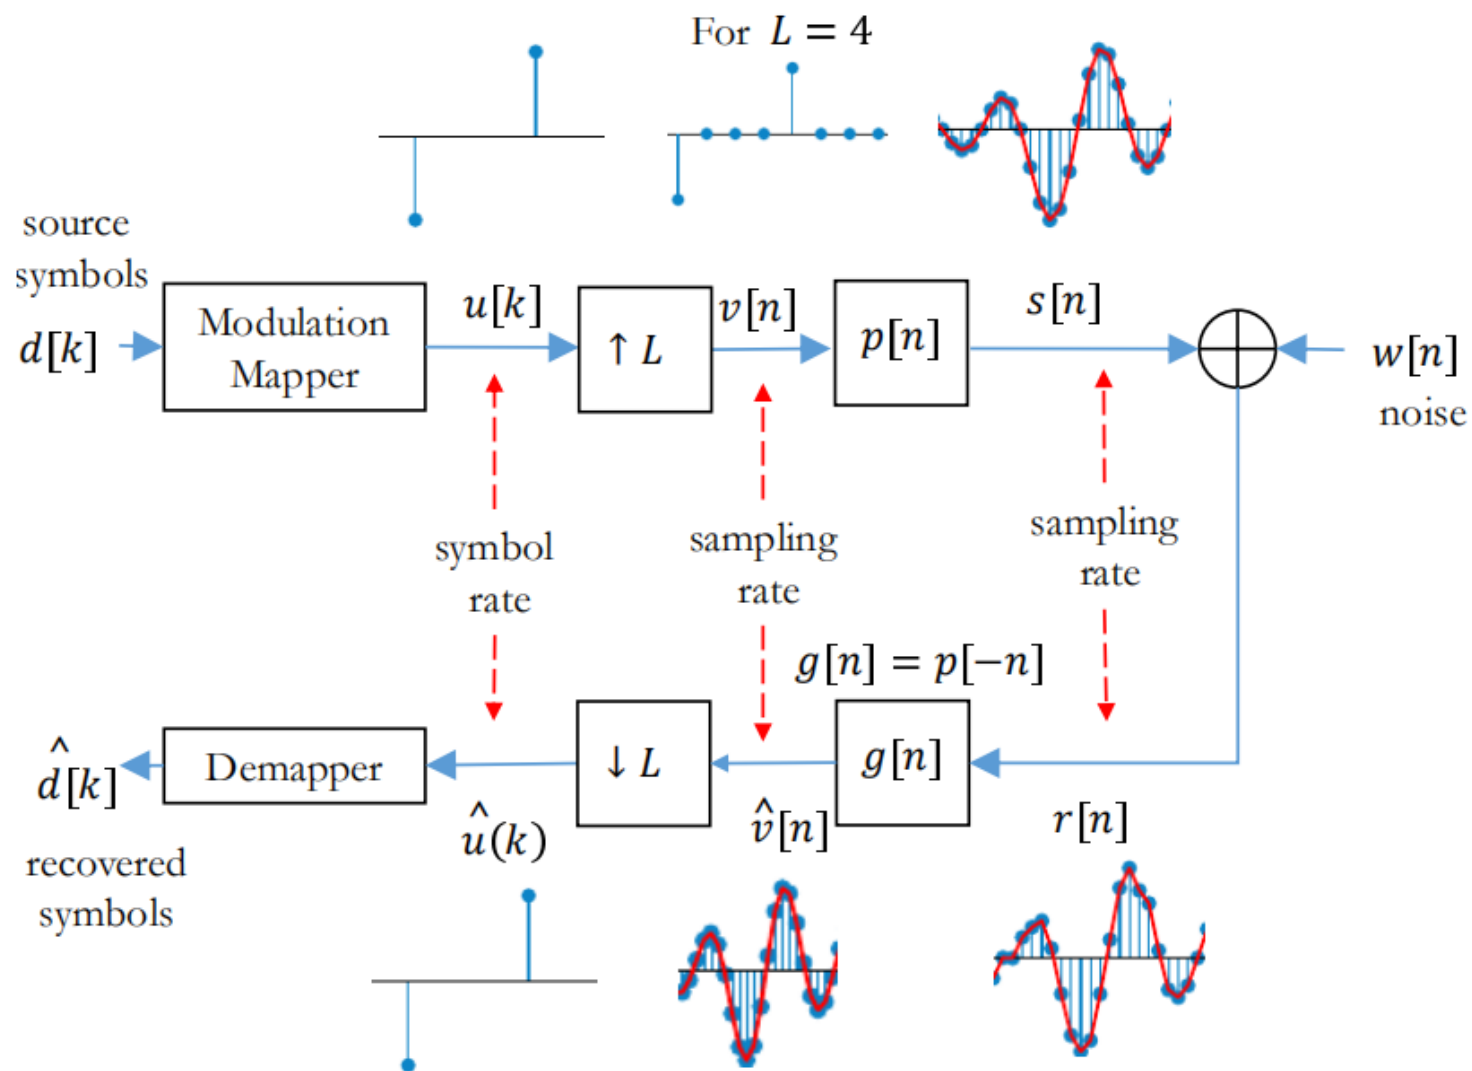 For L = 4
source
symbols
d[k]
Modulation
Mapper
u[k]
↑ L
v[n]
p[n]
s[n]
w[n]
noise
symbol
rate
sampling
rate
sampling
rate
g[n] = p[−n]
d̂[k]
Demapper
û(k)
↓ L
v̂[n]
g[n]
r[n]
recovered
symbols